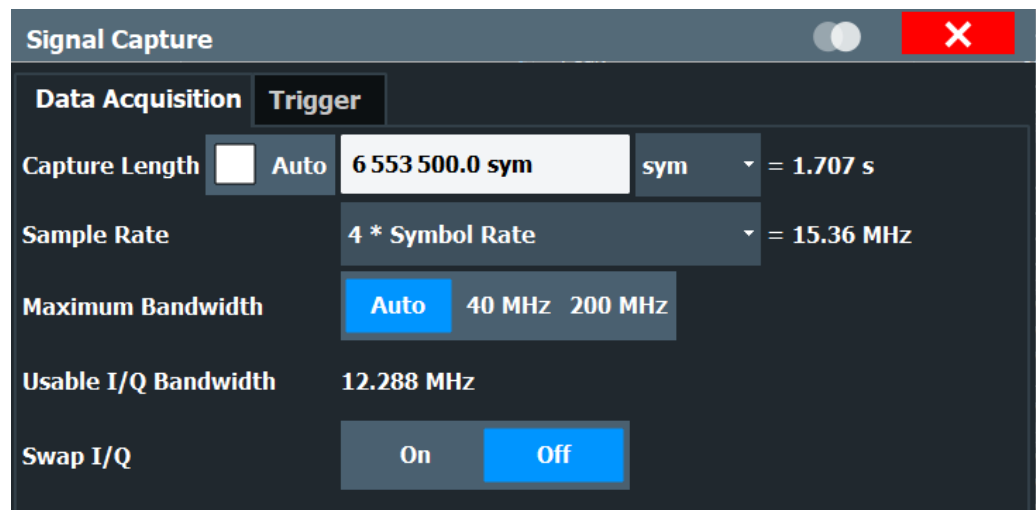 Signal Capture
Data Acquisition Trigger
Capture Length Auto 6 553 500.0 sym sym = 1.707 s
Sample Rate 4 * Symbol Rate = 15.36 MHz
Maximum Bandwidth Auto 40 MHz 200 MHz
Usable I/Q Bandwidth 12.288 MHz
Swap I/Q On Off